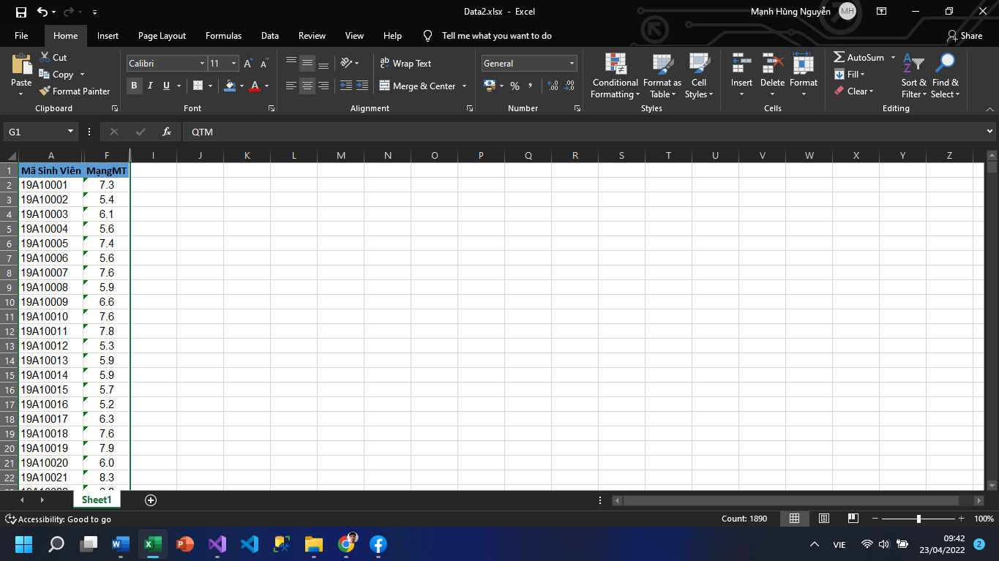 Data2.xlsx - Excel
Mạnh Hùng Nguyễn MH
File Home Insert Page Layout Formulas Data Review View Help Tell me what you want to do Share
Paste Cut Copy Format Painter Clipboard
Calibri 11 B I U A A A Font
ab Wrap Text Merge & Center Alignment
General % , Number
Conditional Formatting Format as Table Cell Styles Styles
Insert Delete Format Cells
AutoSum Fill Clear Sort & Filter Find & Select Editing
G1 fx QTM
A F I J K L M N O P Q R S T U V W X Y Z
1 Mã Sinh Viên MạngMT
2 19A10001 7.3
3 19A10002 5.4
4 19A10003 6.1
5 19A10004 5.6
6 19A10005 7.4
7 19A10006 5.6
8 19A10007 7.6
9 19A10008 5.9
10 19A10009 6.6
11 19A10010 7.6
12 19A10011 7.8
13 19A10012 5.3
14 19A10013 5.9
15 19A10014 5.9
16 19A10015 5.7
17 19A10016 5.2
18 19A10017 6.3
19 19A10018 7.6
20 19A10019 7.9
21 19A10020 6.0
22 19A10021 8.3
Sheet1
Accessibility: Good to go Count: 1890 100%
VIE 09:42
23/04/2022 2